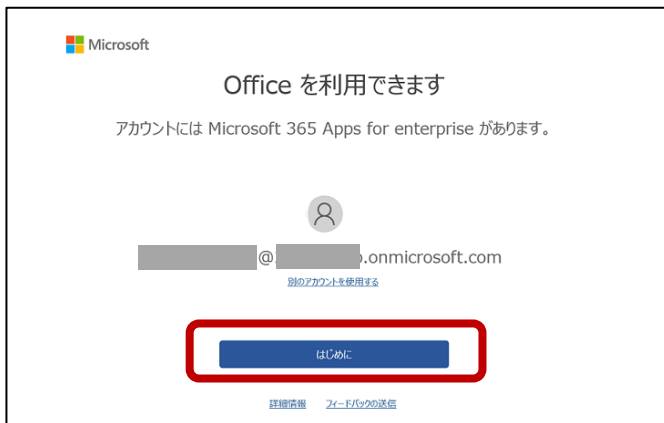 Microsoft
Office を利用できます
アカウントには Microsoft 365 Apps for enterprise があります。
@ .onmicrosoft.com
別のアカウントを使用する
はじめに
詳細情報 フィードバックの送信